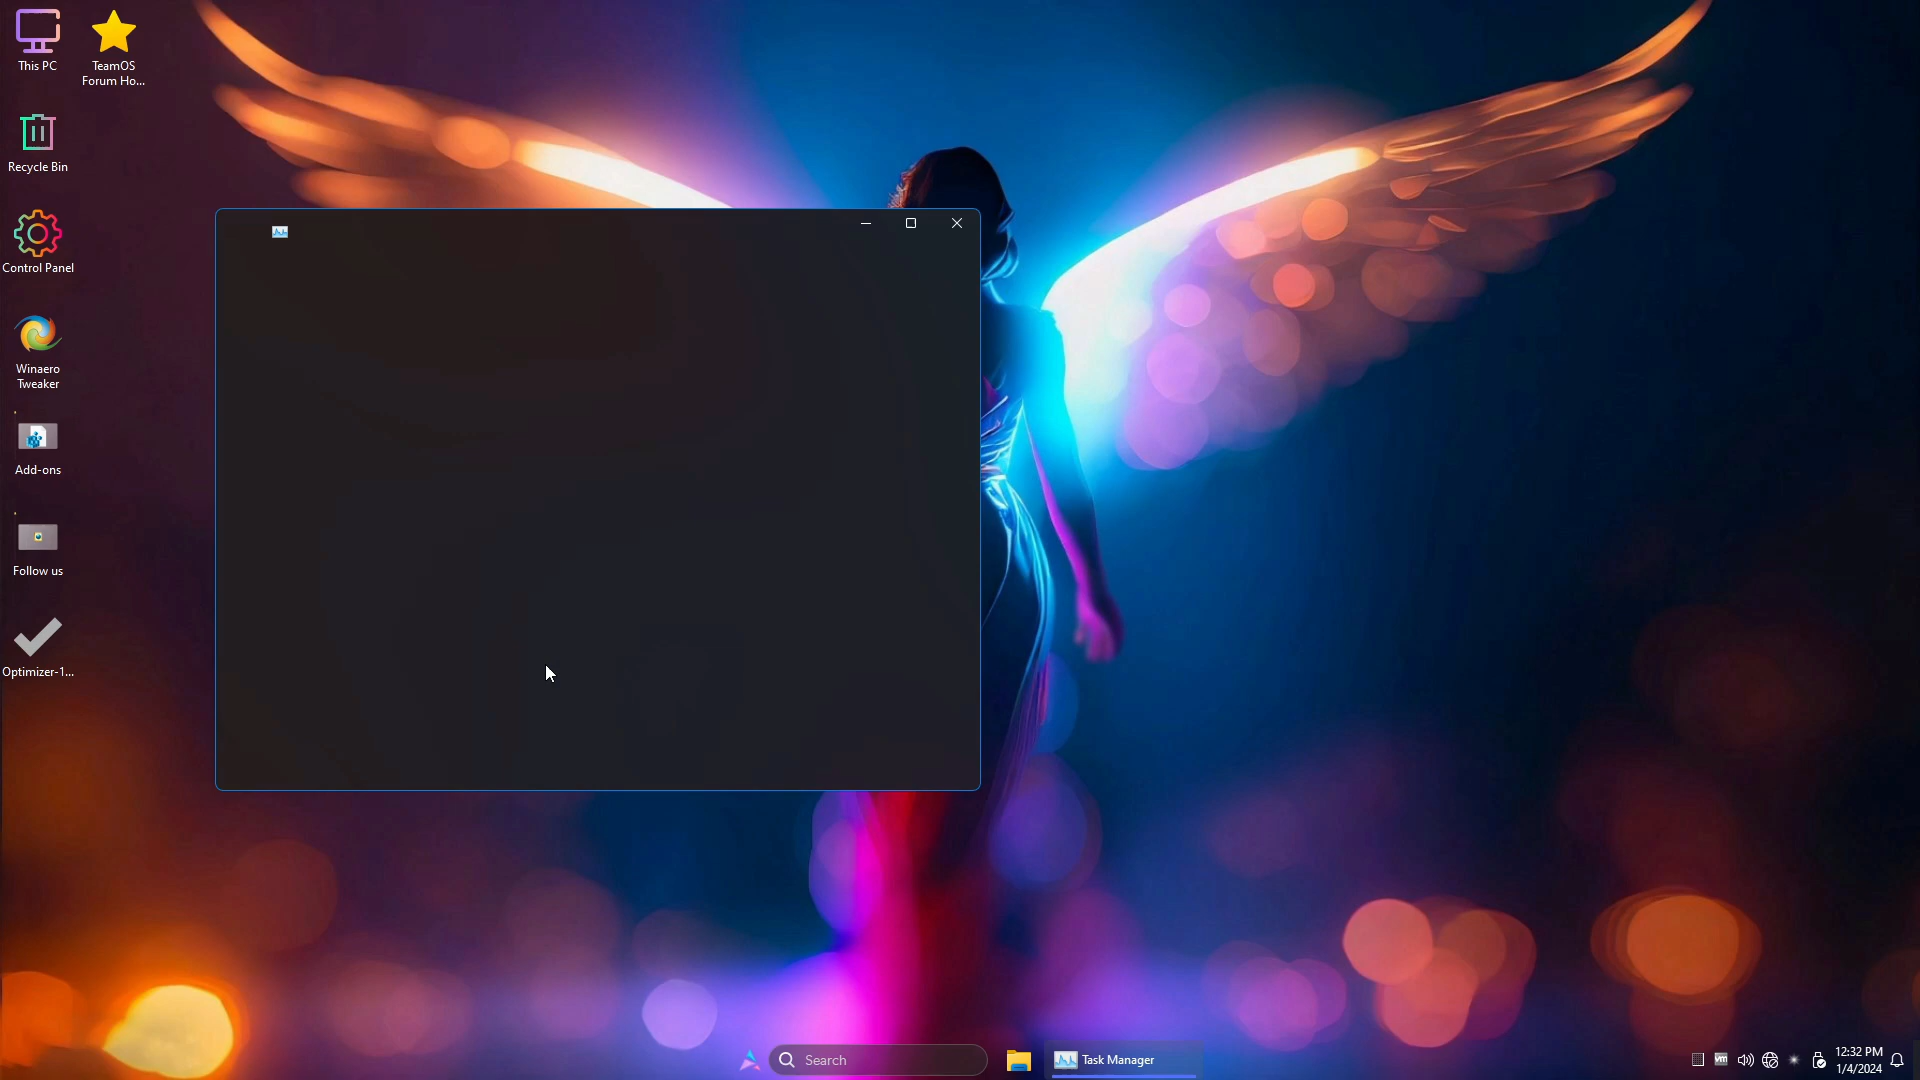 This PC
TeamOS
Forum Ho...
Recycle Bin
Control Panel
Winaero
Tweaker
Add-ons
Follow us
Optimizer-1...
Search
Task Manager
vm
12:32 PM
1/4/2024